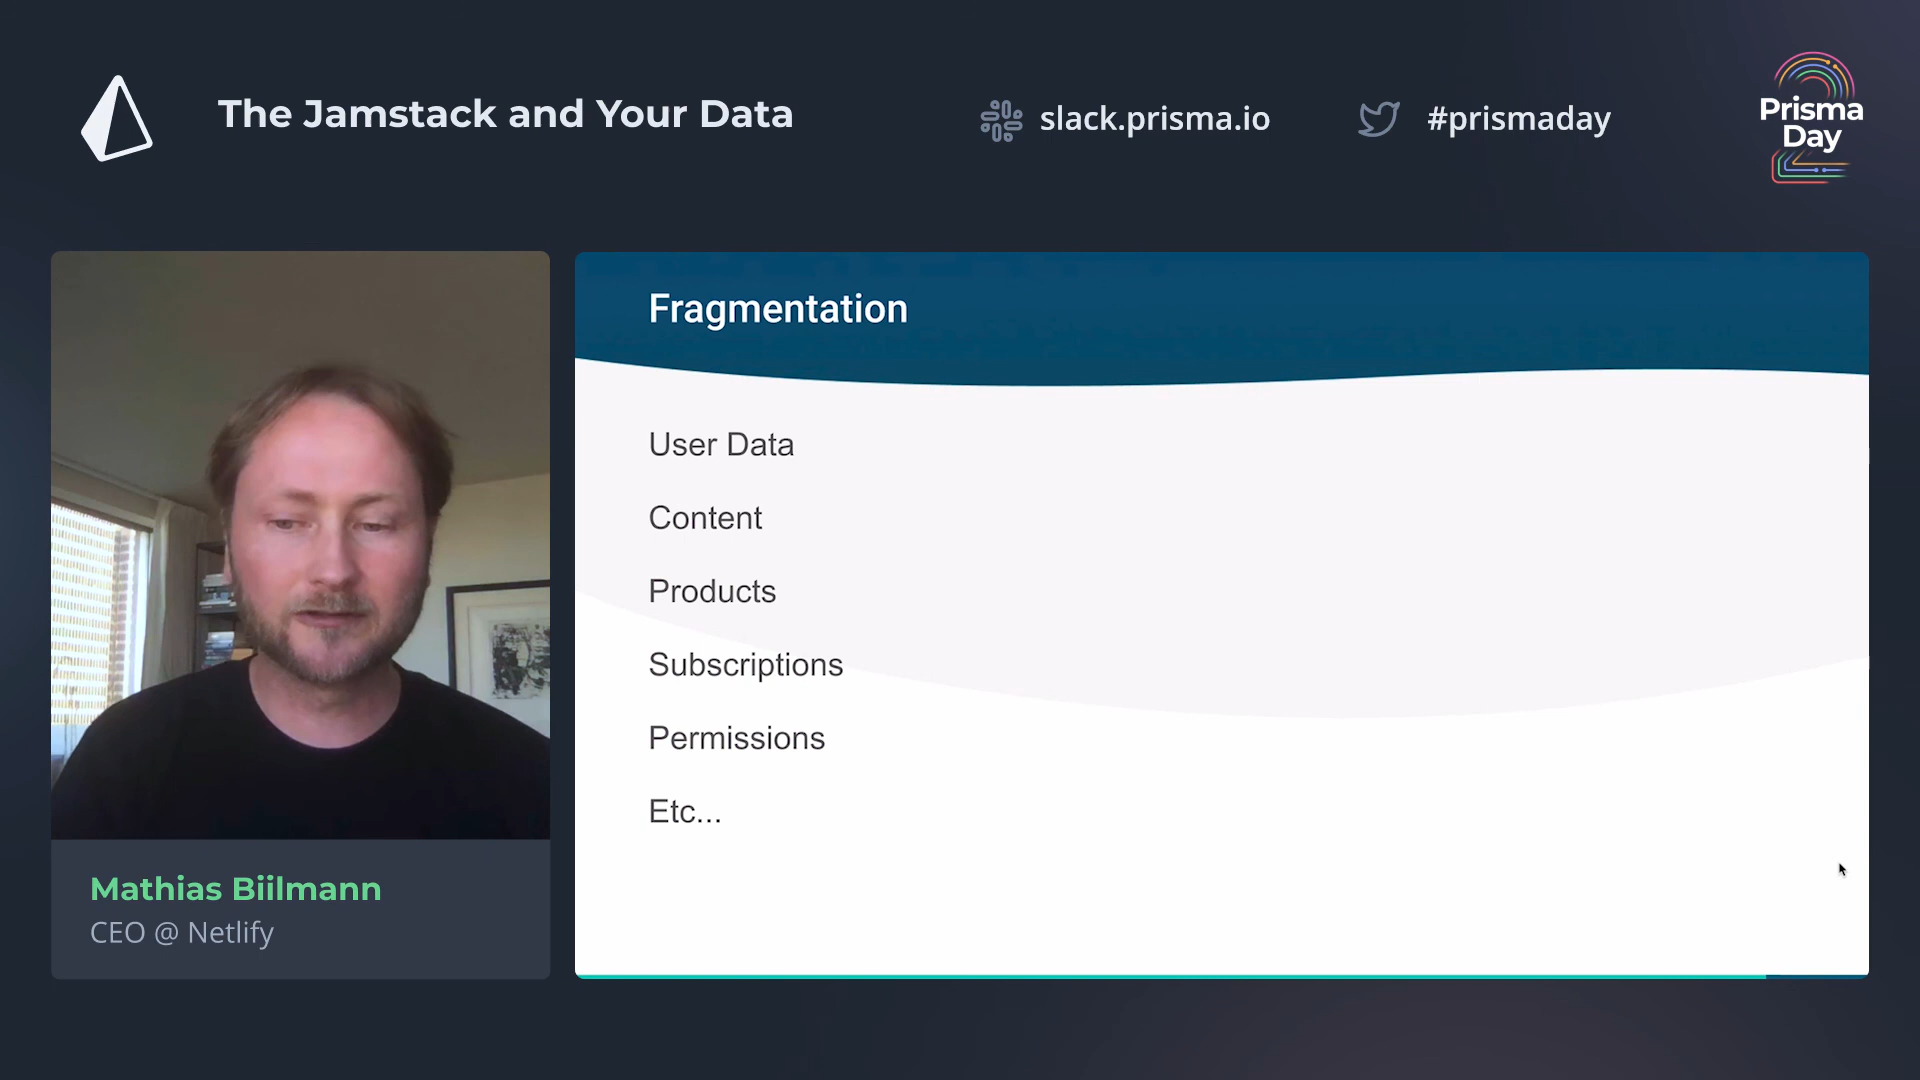 The Jamstack and Your Data
slack.prisma.io
#prismaday
Prisma
Day
Fragmentation
User Data
Content
Products
Subscriptions
Permissions
Etc...
Mathias Biilmann
CEO @ Netlify